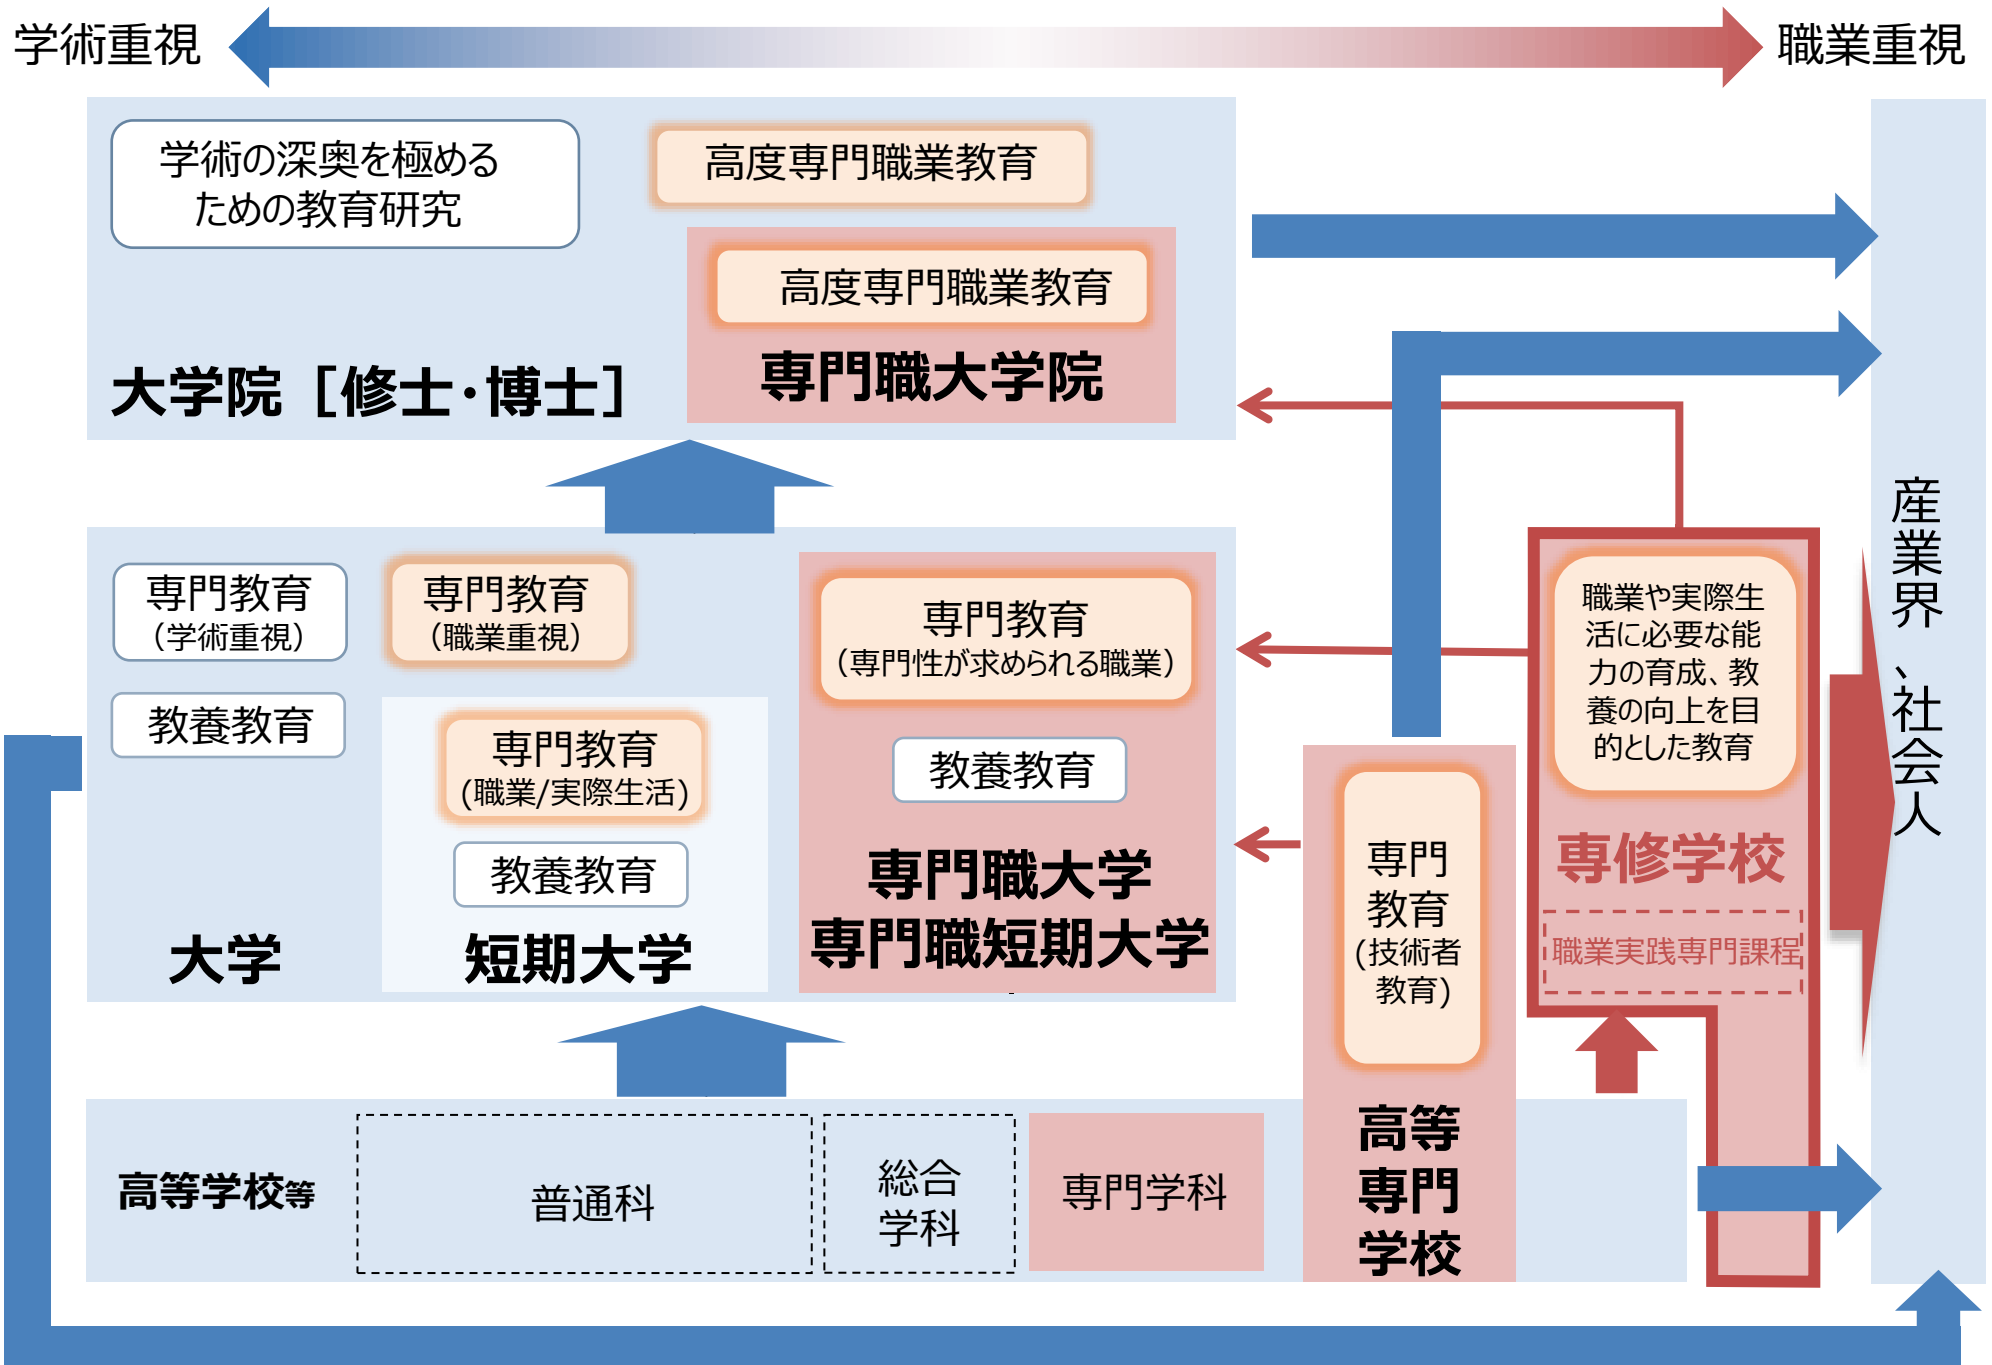 学術重視
職業重視
学術の深奥を極める
ための教育研究
高度専門職業教育
高度専門職業教育
専門職大学院
大学院［修士・博士］
専門教育
（学術重視）
教養教育
専門教育
（職業重視）
専門教育
(職業/実際生活)
教養教育
専門教育
（専門性が求められる職業）
教養教育
大学
短期大学
専門職大学
専門職短期大学
専門
教育
(技術者
教育)
高等
専門
学校
職業や実際生
活に必要な能
力の育成、教
養の向上を目
的とした教育
専修学校
職業実践専門課程
産業界、社会人
高等学校等
普通科
総合
学科
専門学科